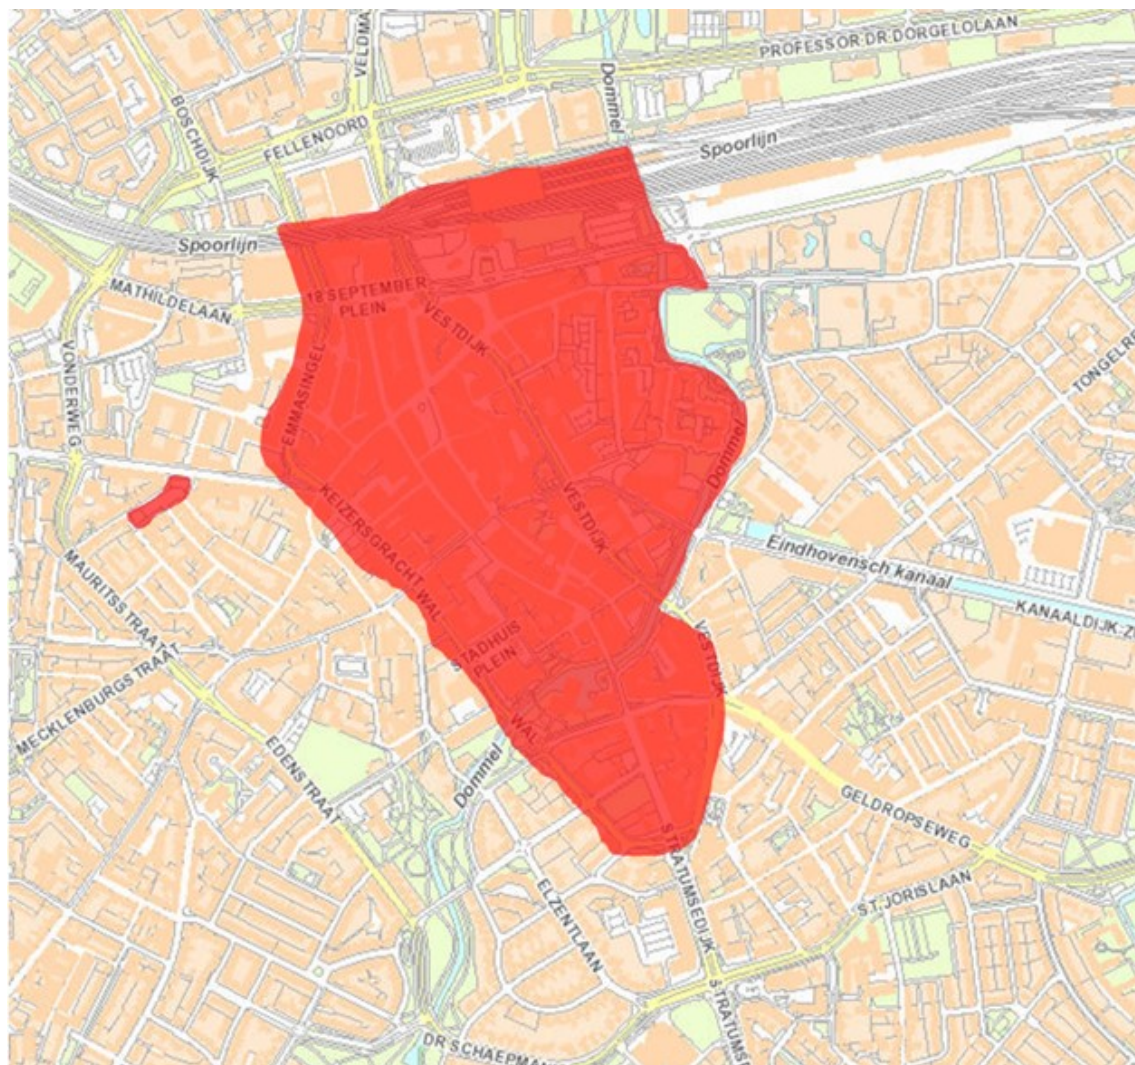 PROFESSOR DR DORGELOLAAN
VELDMA
Dommel
BOSCHDIJK
FELLENOORD
Spoorlijn
Spoorlijn
MATHILDELAAN
18 SEPTEMBER
PLEIN
VESTDIJK
VONDERWEG
EMMASINGEL
TONGELRE
Dommel
KEIZERSGRACHT WAL
VESTDIJK
Eindhovensch kanaal
KANAALDIJK-Z
MAURITSSTRAAT
STADHUIS
PLEIN
VESTDIJK
MECKLENBURGSTRAAT
WAL
EDENSTRAAT
Dommel
GELDROPSEWEG
STRATUMSEDIJK
ST.JORISLAAN
ELZENTLAAN
STRATUMS
DR SCHAEPMAN